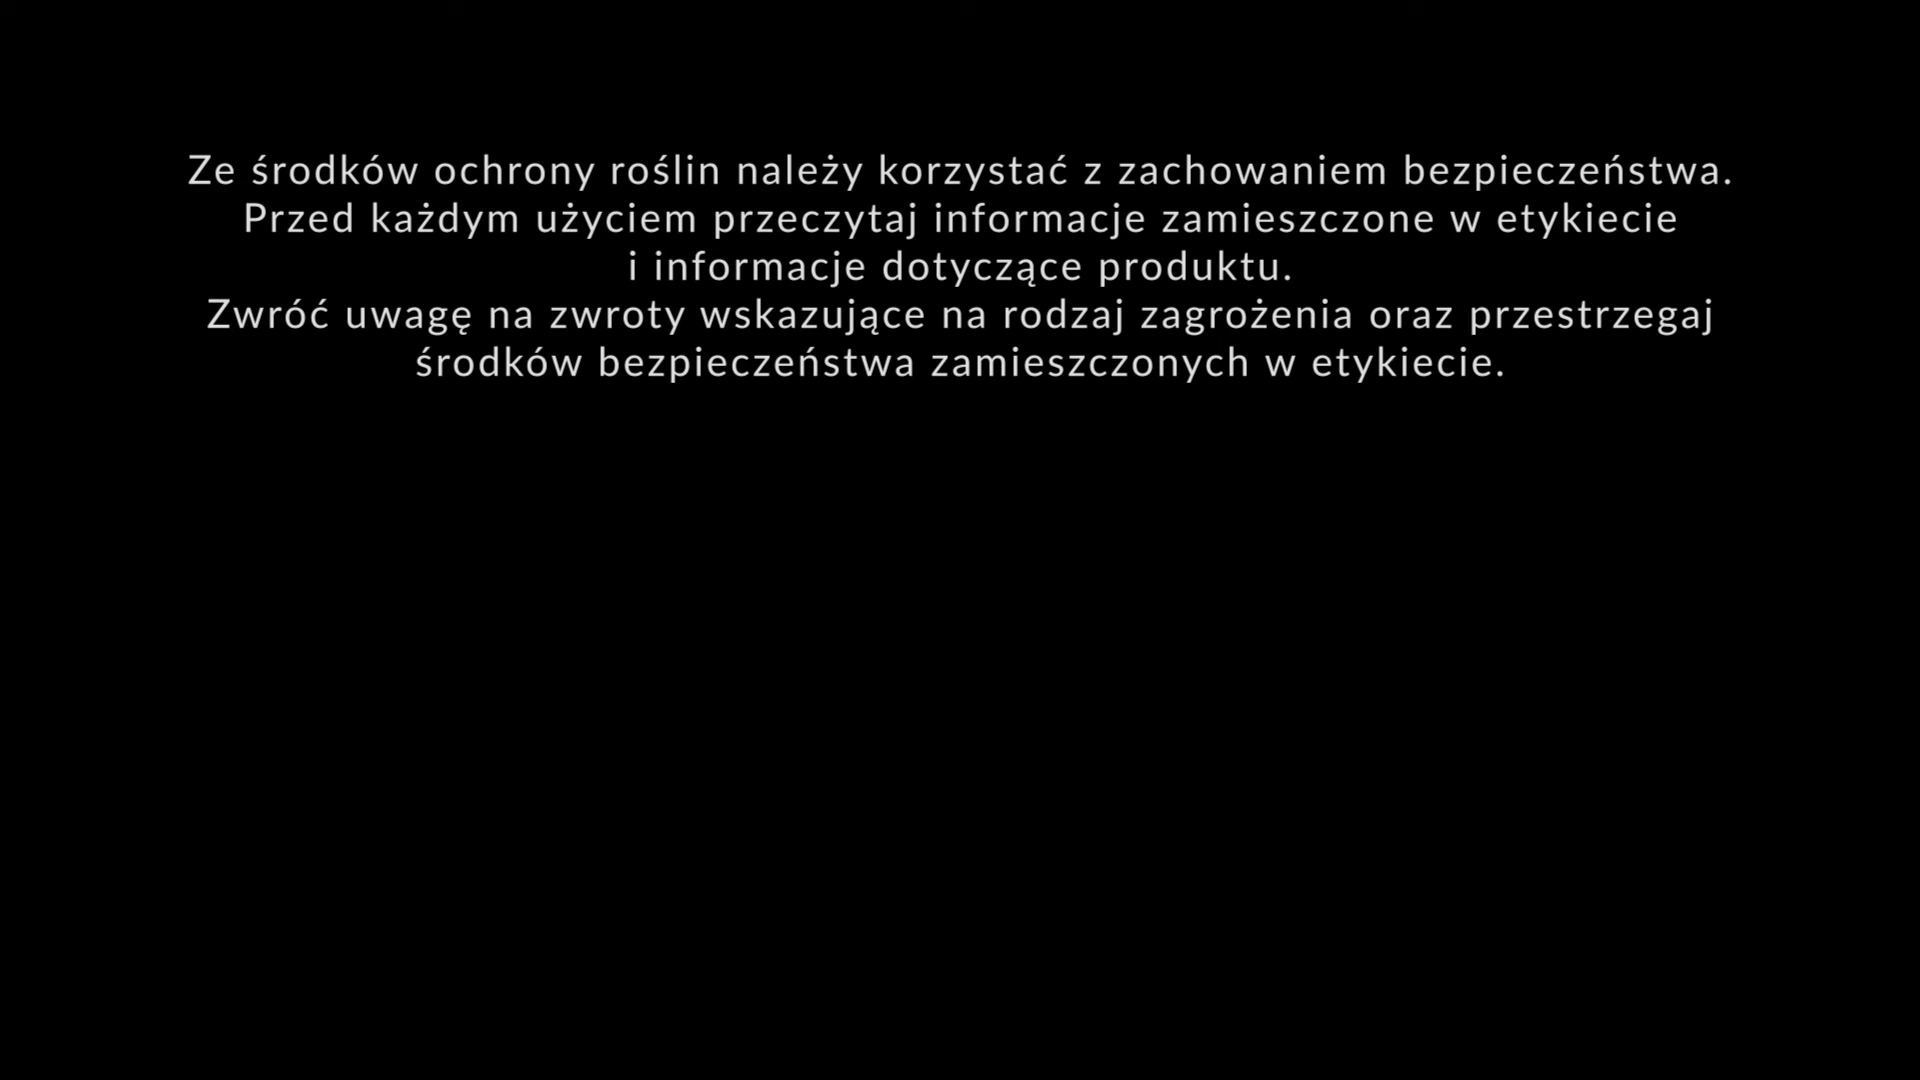 Ze środków ochrony roślin należy korzystać z zachowaniem bezpieczeństwa.
Przed każdym użyciem przeczytaj informacje zamieszczone w etykiecie
i informacje dotyczące produktu.
Zwróć uwagę na zwroty wskazujące na rodzaj zagrożenia oraz przestrzegaj
środków bezpieczeństwa zamieszczonych w etykiecie.